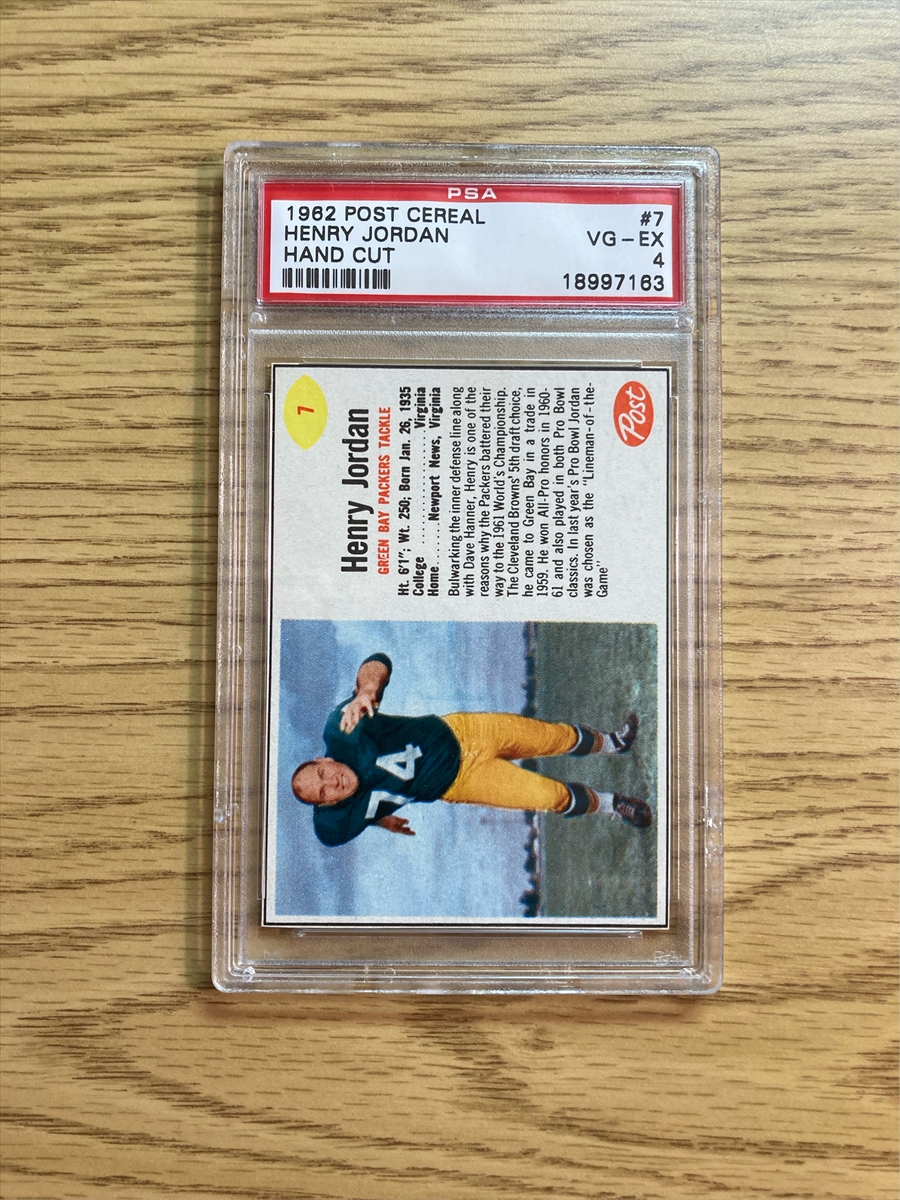 PSA
1962 POST CEREAL #7
HENRY JORDAN VG-EX
HAND CUT 4
18997163
7
Henry Jordan
GREEN BAY PACKERS TACKLE
Ht. 6'1"; Wt. 250; Born Jan. 26, 1935
College ................Virginia
Home.......Newport News, Virginia
Bulwarking the inner defense line along
with Dave Hanner, Henry is one of the
reasons why the Packers battered their
way to the 1961 World's Championship.
The Cleveland Browns' 5th draft choice,
he came to Green Bay in a trade in
1959. He won All-Pro honors in 1960-
61 and also played in both Pro Bowl
classics. In last year's Pro Bowl Jordan
was chosen as the "Lineman-of-the-
Game"
Post
74